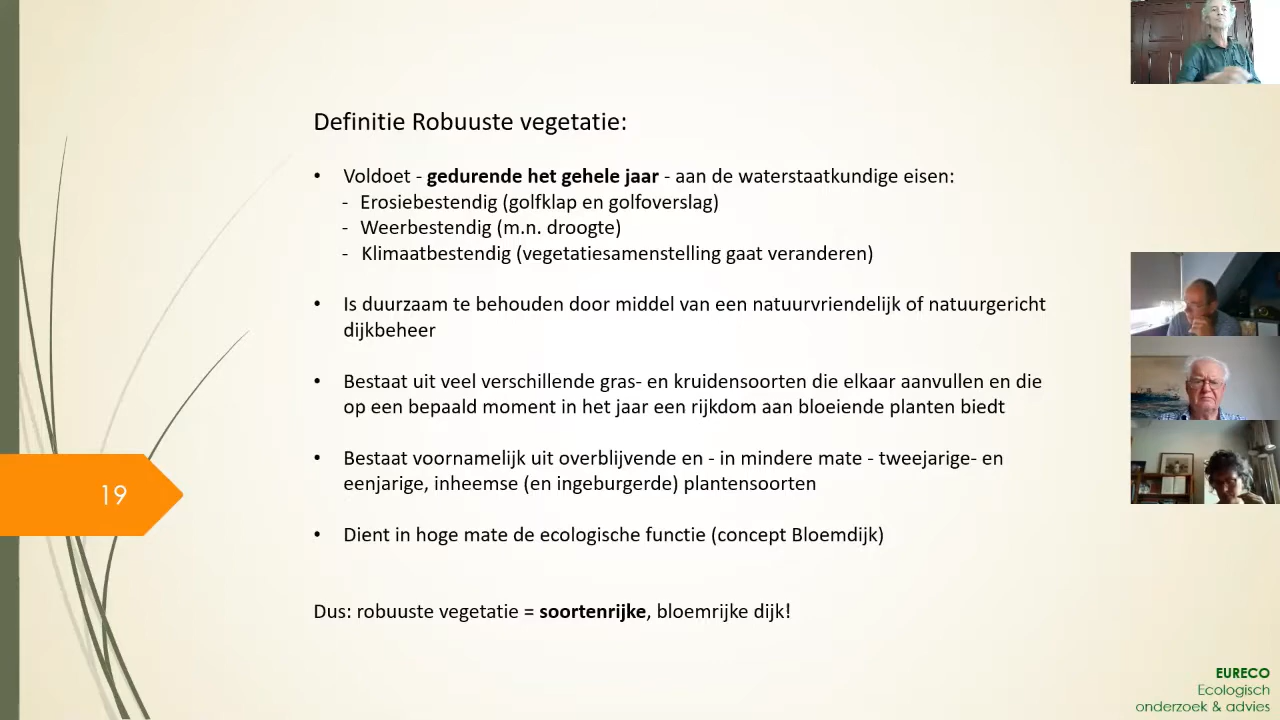 Definitie Robuuste vegetatie:
• Voldoet - gedurende het gehele jaar - aan de waterstaatkundige eisen:
- Erosiebestendig (golfklap en golfoverslag)
- Weerbestendig (m.n. droogte)
- Klimaatbestendig (vegetatiesamenstelling gaat veranderen)
• Is duurzaam te behouden door middel van een natuurvriendelijk of natuurgericht
dijkbeheer
• Bestaat uit veel verschillende gras- en kruidensoorten die elkaar aanvullen en die
op een bepaald moment in het jaar een rijkdom aan bloeiende planten biedt
• Bestaat voornamelijk uit overblijvende en - in mindere mate - tweejarige- en
eenjarige, inheemse (en ingeburgerde) plantensoorten
19
• Dient in hoge mate de ecologische functie (concept Bloemdijk)
Dus: robuuste vegetatie = soortenrijke, bloemrijke dijk!
EURECO
Ecologisch
onderzoek & advies